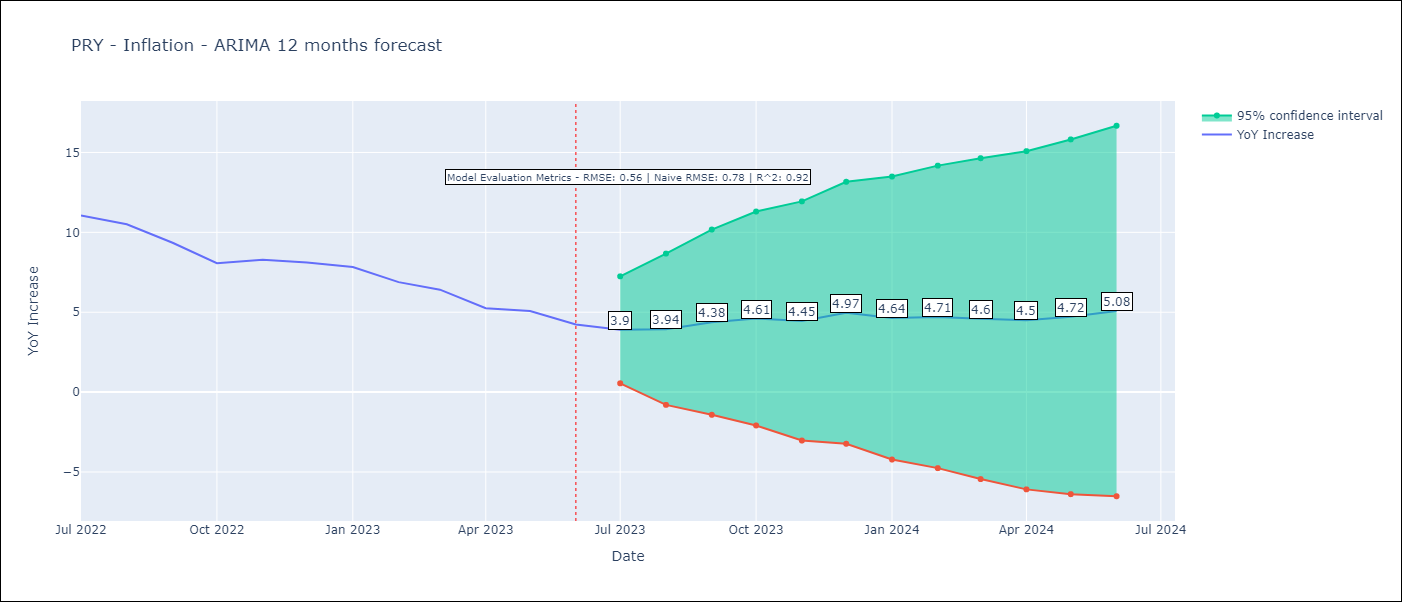 PRY - Inflation - ARIMA 12 months forecast
95% confidence interval
YoY Increase
Model Evaluation Metrics - RMSE: 0.56 | Naive RMSE: 0.78 | R^2: 0.92
YoY Increase
15
10
5
0
−5
3.9
3.94
4.38
4.61
4.45
4.97
4.64
4.71
4.6
4.5
4.72
5.08
Jul 2022
Oct 2022
Jan 2023
Apr 2023
Jul 2023
Oct 2023
Jan 2024
Apr 2024
Jul 2024
Date